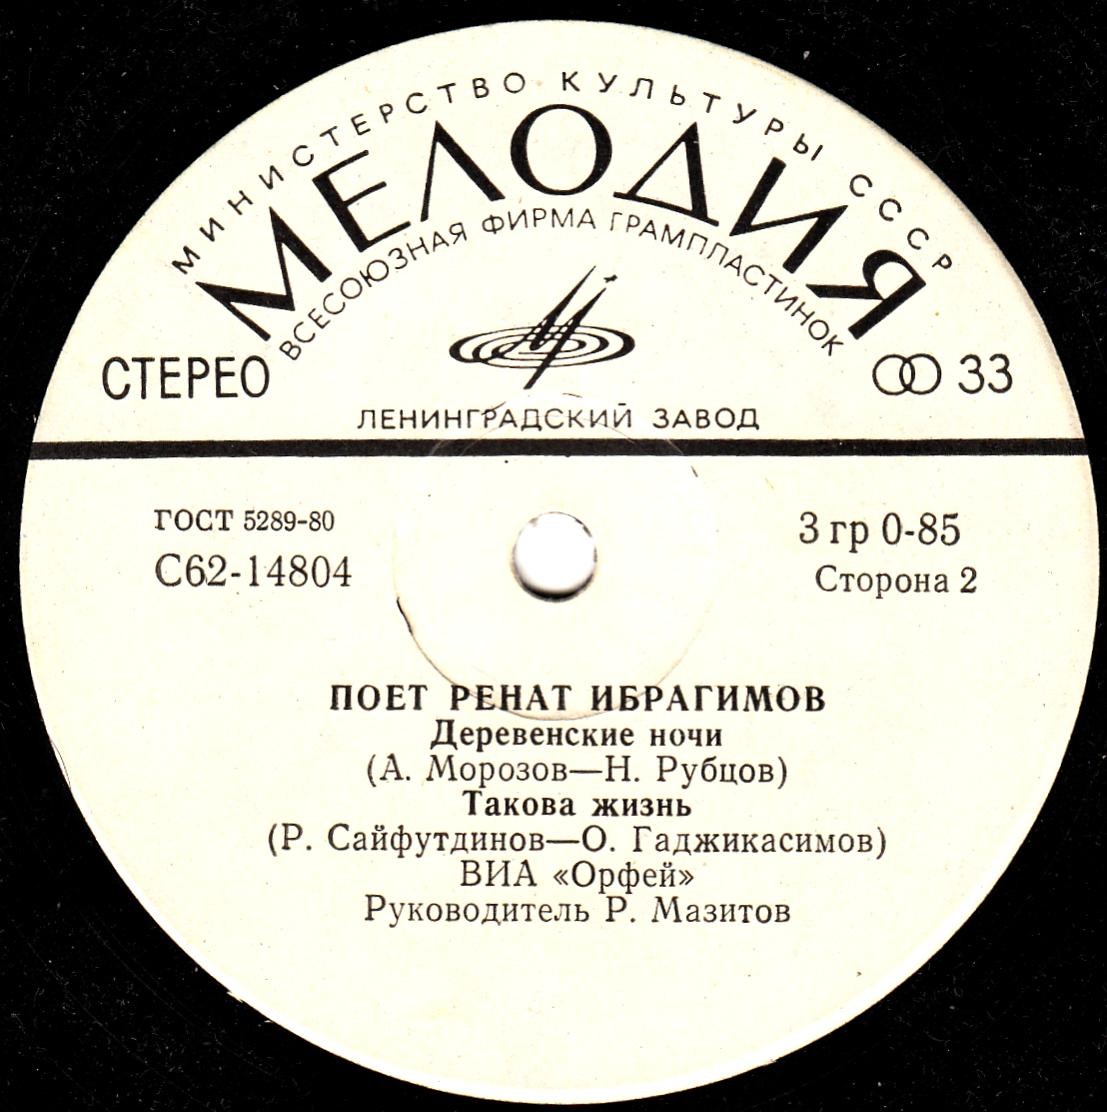 МИНИСТЕРСТВО КУЛЬТУРЫ СССР
МЕЛОДИЯ
ВСЕСОЮЗНАЯ ФИРМА ГРАМПЛАСТИНОК
СТЕРЕО
33
ЛЕНИНГРАДСКИЙ ЗАВОД
ГОСТ 5289-80
С62-14804
3 гр 0-85
Сторона 2
ПОЕТ РЕНАТ ИБРАГИМОВ
Деревенские ночи
(А. Морозов—Н. Рубцов)
Такова жизнь
(Р. Сайфутдинов—О. Гаджикасимов)
ВИА «Орфей»
Руководитель Р. Мазитов